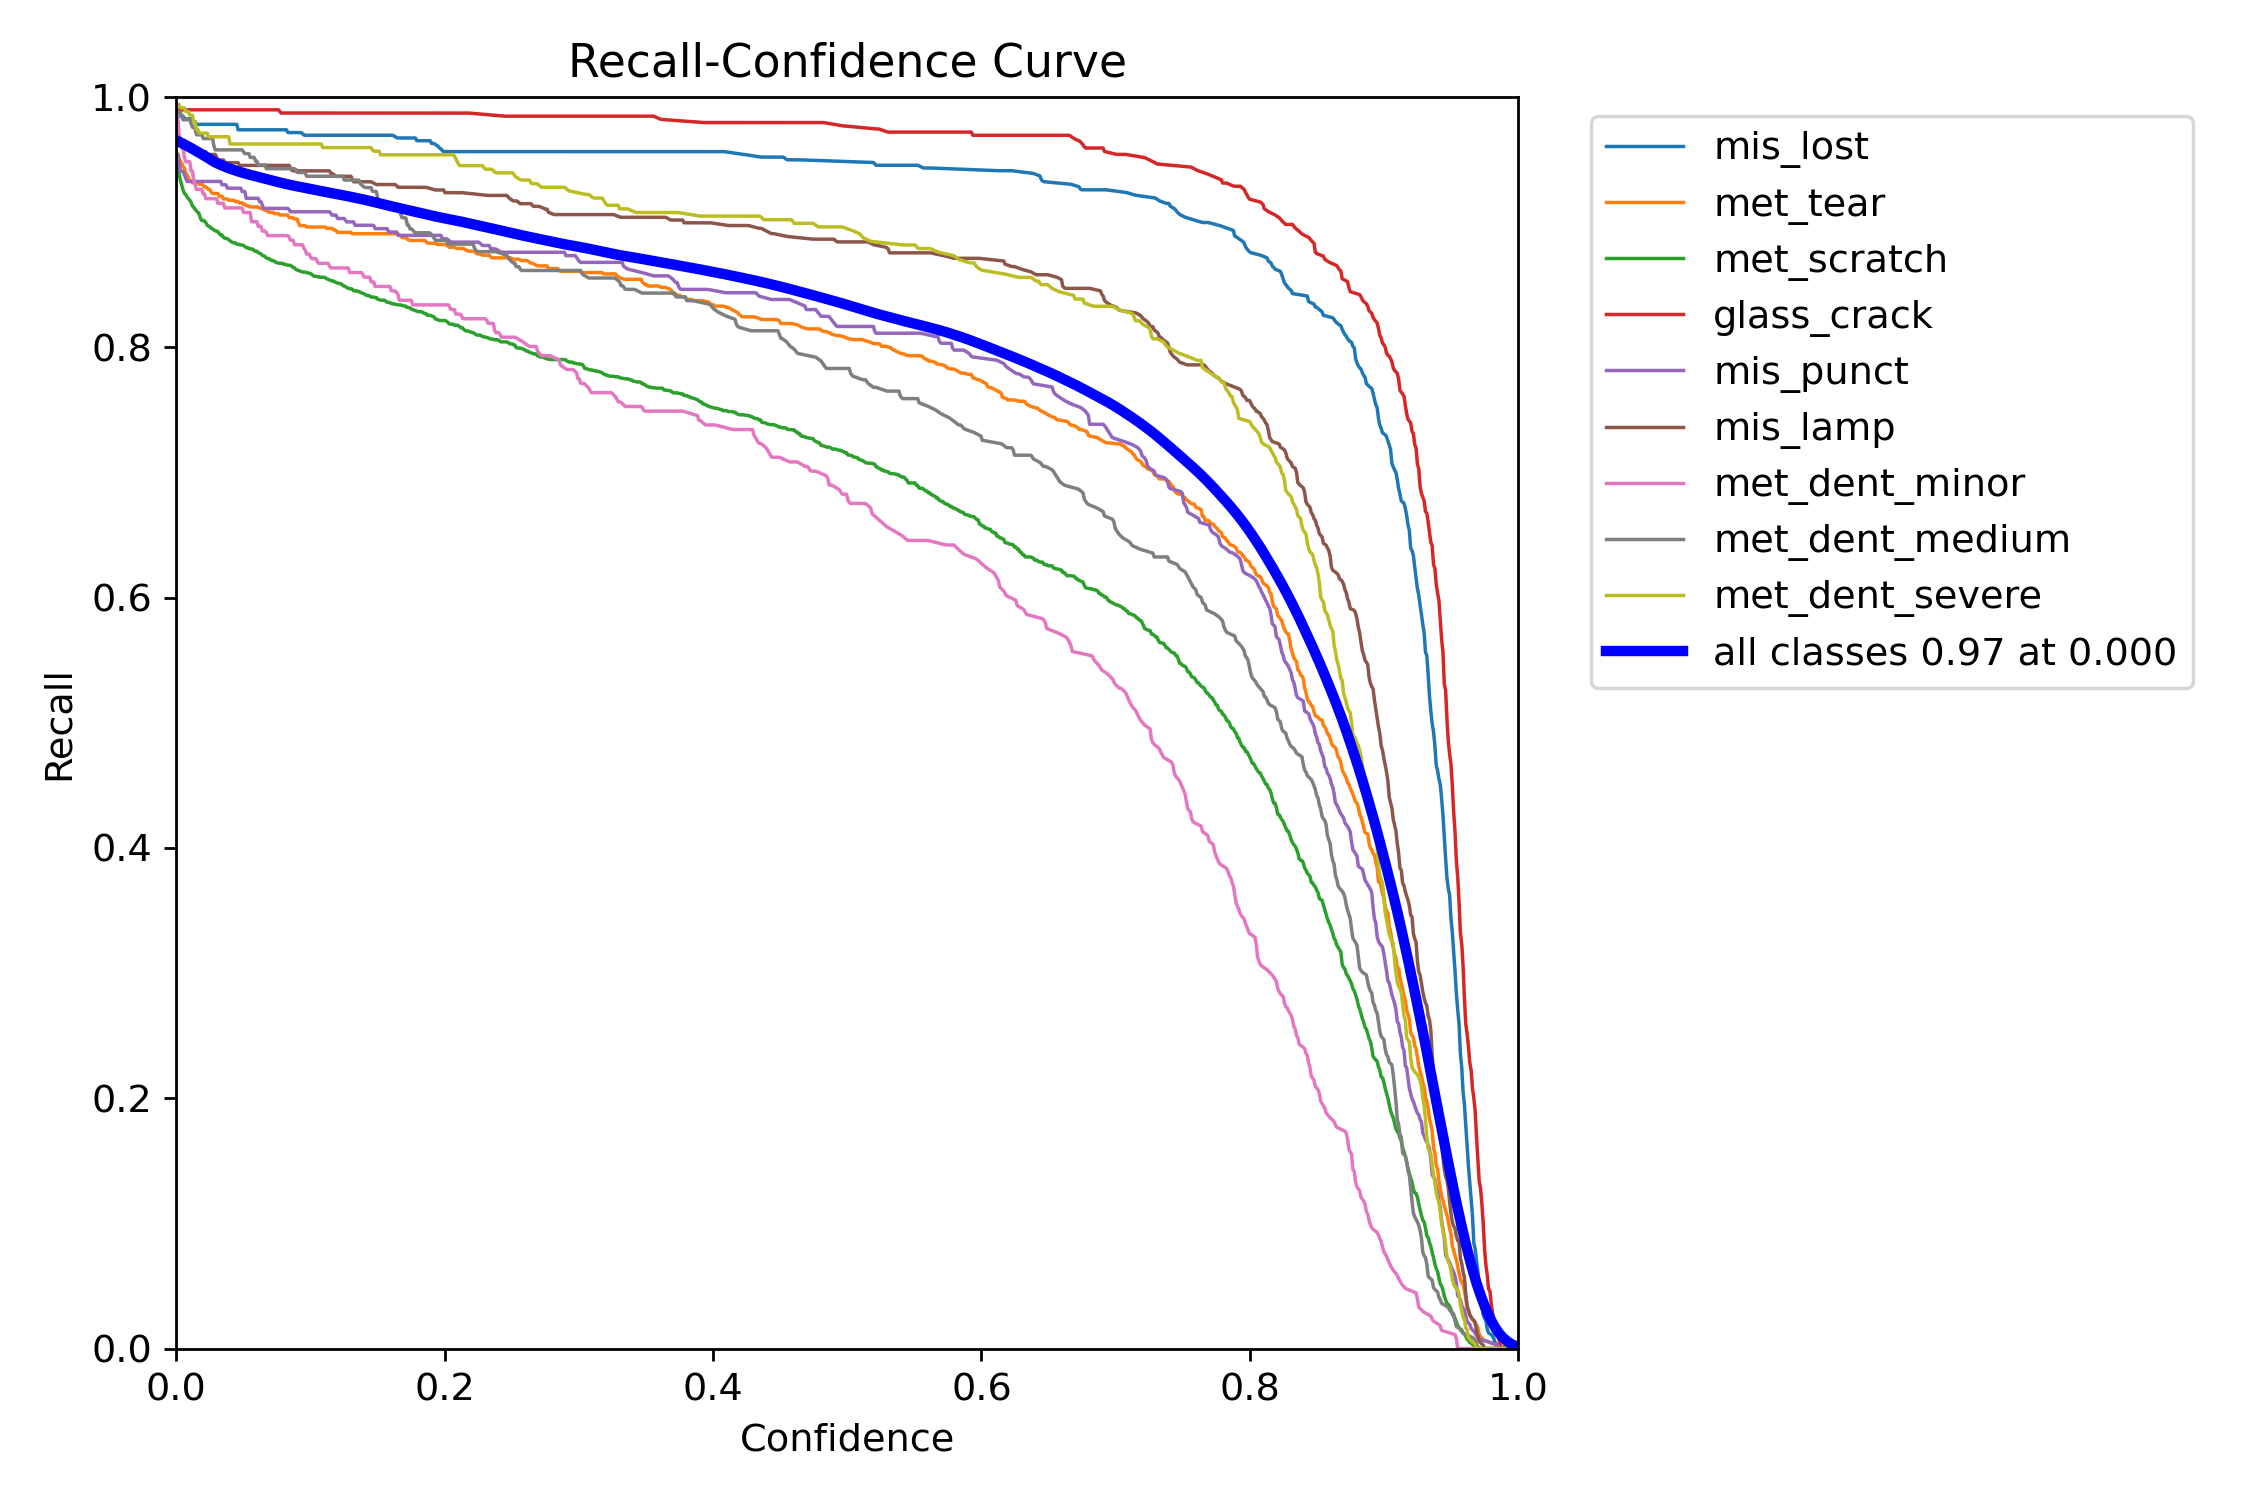 Recall-Confidence Curve
1.0
0.8
0.6
0.4
0.2
0.0
Recall
0.0 0.2 0.4 0.6 0.8 1.0
Confidence
mis_lost
met_tear
met_scratch
glass_crack
mis_punct
mis_lamp
met_dent_minor
met_dent_medium
met_dent_severe
all classes 0.97 at 0.000